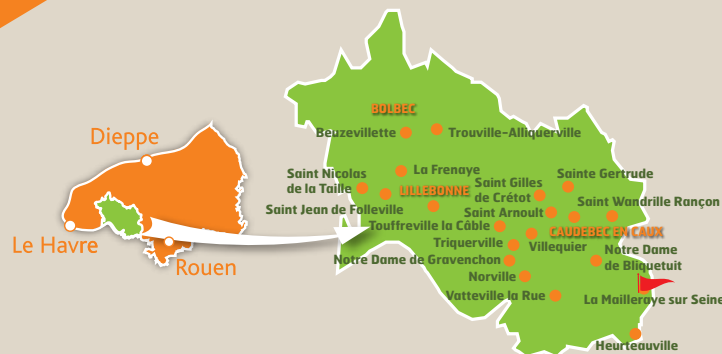 Dieppe
Le Havre
Rouen
BOLBEC
Beuzevillette
Trouville-Alliquerville
La Frenaye
Saint Nicolas
de la Taille
LILLEBONNE
Saint Gilles
de Crétot
Sainte Gertrude
Saint Wandrille Rançon
Saint Jean de Folleville
Saint Arnoult
Touffreville la Câble
CAUDEBEC EN CAUX
Triquerville
Villequier
Notre Dame
de Bliquetuit
Notre Dame de Gravenchon
Norville
Vatteville la Rue
La Mailleraye sur Seine
Heurteauville